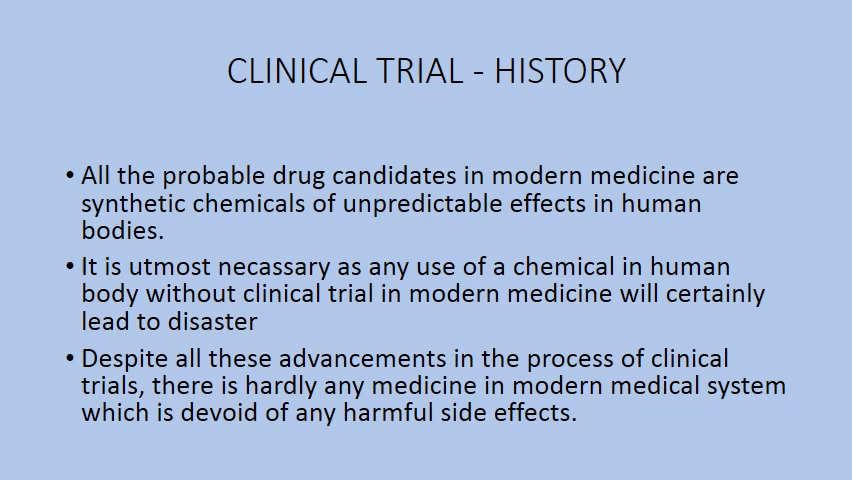 CLINICAL TRIAL - HISTORY
• All the probable drug candidates in modern medicine are
synthetic chemicals of unpredictable effects in human
bodies.
• It is utmost necassary as any use of a chemical in human
body without clinical trial in modern medicine will certainly
lead to disaster
• Despite all these advancements in the process of clinical
trials, there is hardly any medicine in modern medical system
which is devoid of any harmful side effects.